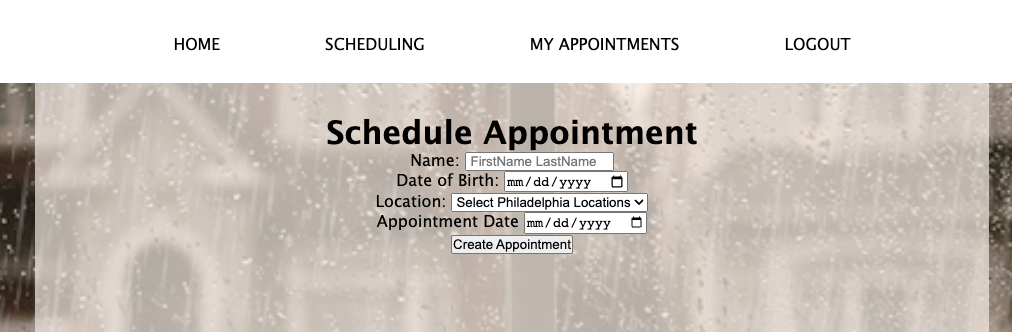 HOME SCHEDULING MY APPOINTMENTS LOGOUT
Schedule Appointment
Name: FirstName LastName
Date of Birth: mm/dd/yyyy
Location: Select Philadelphia Locations
Appointment Date mm/dd/yyyy
Create Appointment